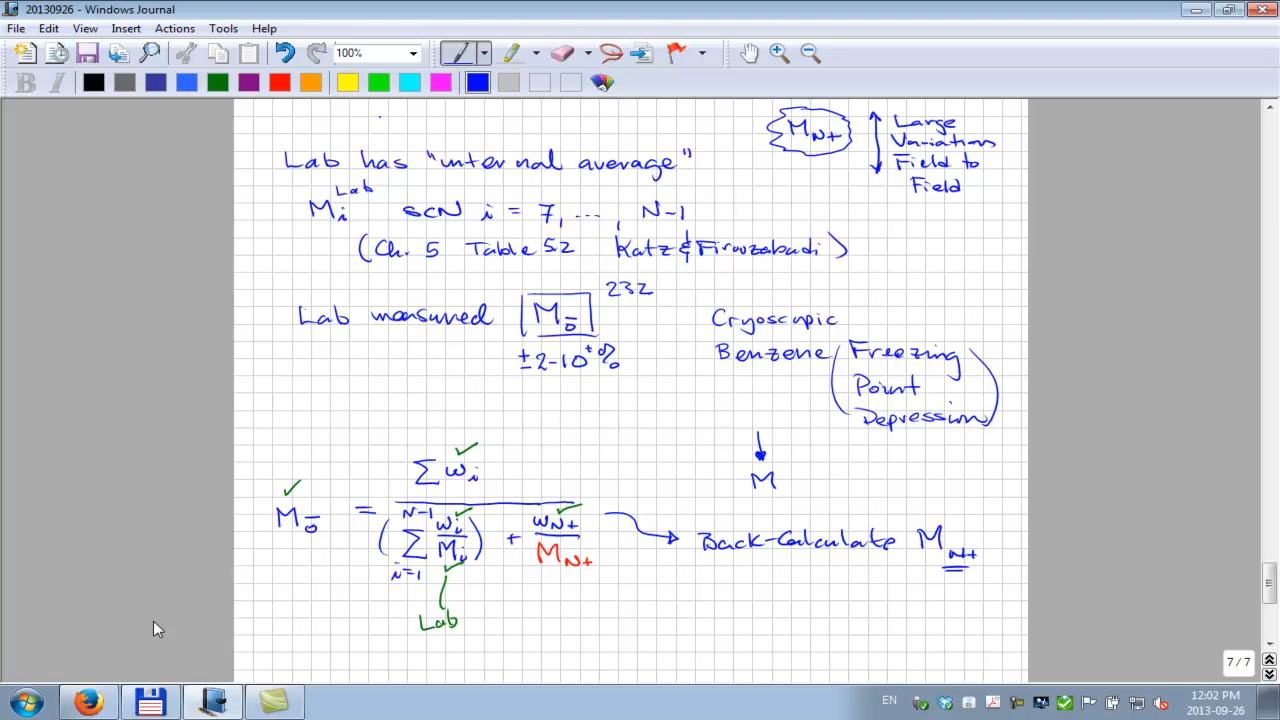 20130926 - Windows Journal
File Edit View Insert Actions Tools Help
100%
B I
M_N+
Large
Variations
Field to
Field
Lab has "internal average"
M_i^Lab SCN i = 7, ..., N-1
(Ch. 5 Table 5.2 Katz & Firoozabadi)
Lab measured M_ō 232
±2-10+%
Cryoscopic
Benzene (Freezing
Point
Depression)
↓
M
M_ō = Σ w_i / ((Σ_{i=1}^{N-1} w_i/M_i) + w_N+/M_N+) → Back-Calculate M_N+
Lab
7 / 7
EN
12:02 PM
2013-09-26